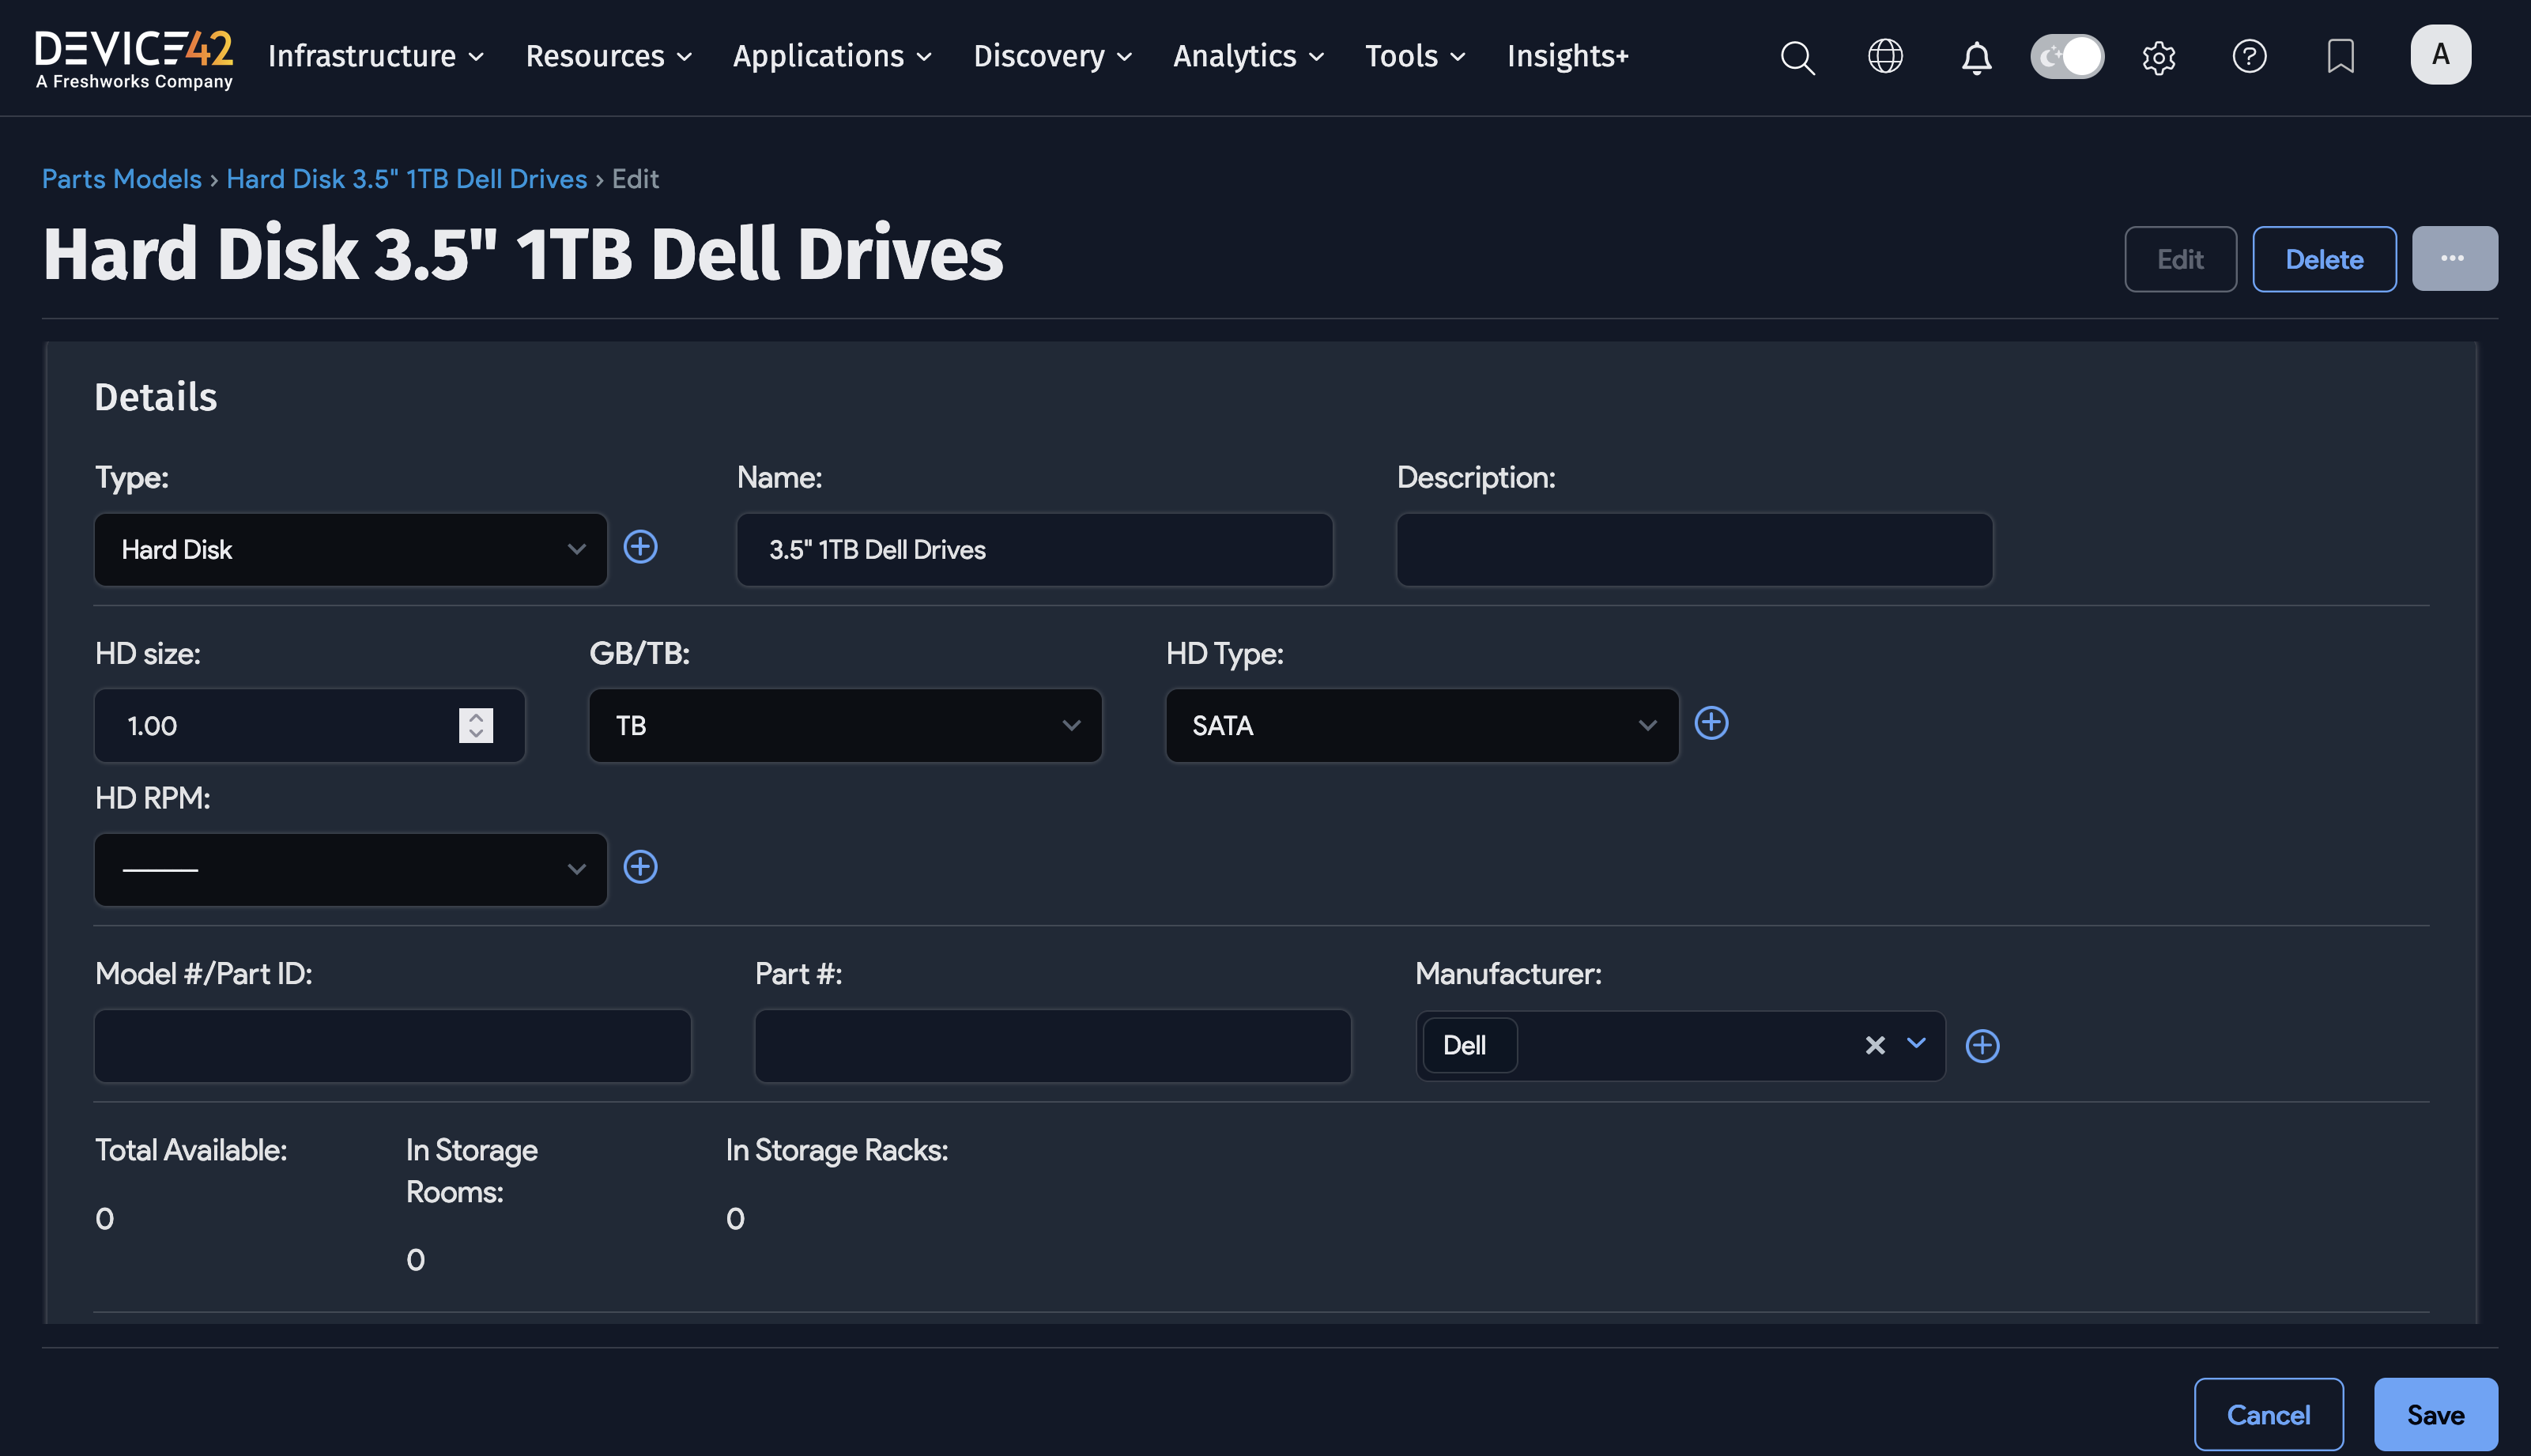 DEVICE42
A Freshworks Company
Infrastructure Resources Applications Discovery Analytics Tools Insights+
A
Parts Models › Hard Disk 3.5" 1TB Dell Drives › Edit
Hard Disk 3.5" 1TB Dell Drives
Edit Delete ...
Details
Type: Name: Description:
Hard Disk 3.5" 1TB Dell Drives
HD size: GB/TB: HD Type:
1.00 TB SATA
HD RPM:
Model #/Part ID: Part #: Manufacturer:
Dell
Total Available: In Storage Rooms: In Storage Racks:
0 0 0
Cancel Save